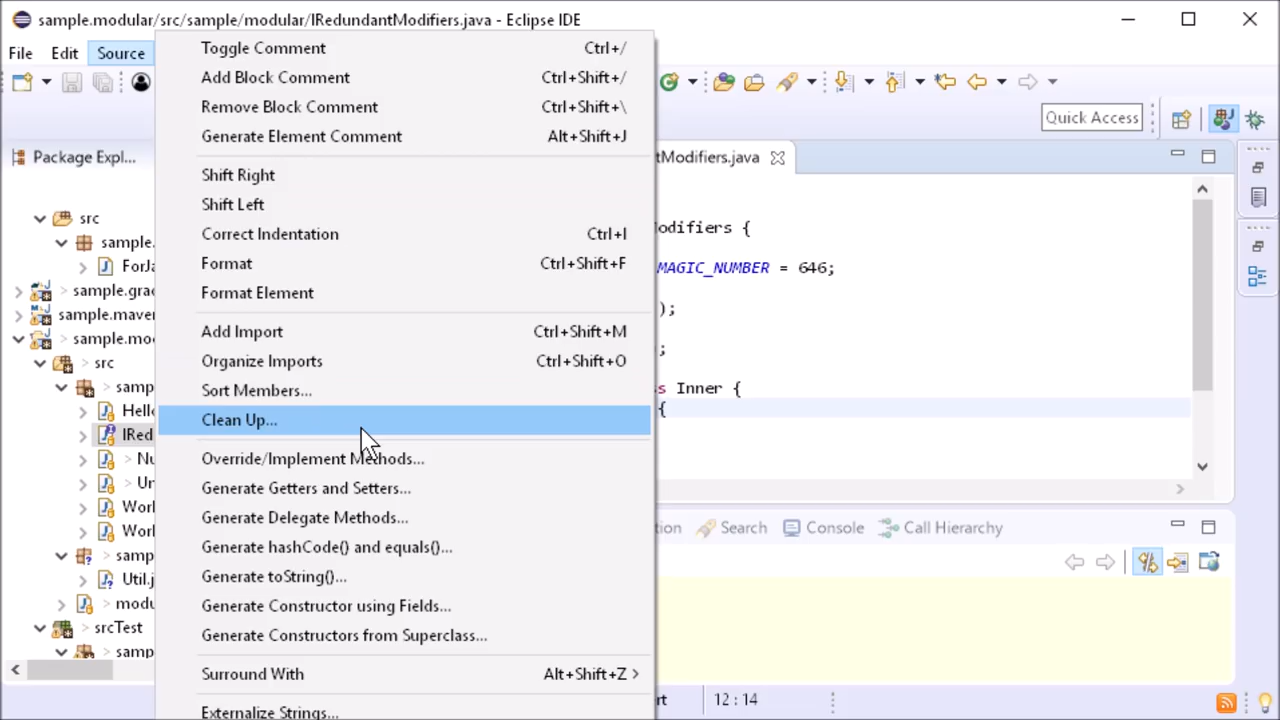 sample.modular/src/sample/modular/IRedundantModifiers.java - Eclipse IDE
File Edit Source
Toggle Comment Ctrl+/
Add Block Comment Ctrl+Shift+/
Remove Block Comment Ctrl+Shift+\
Generate Element Comment Alt+Shift+J
Shift Right
Shift Left
Correct Indentation Ctrl+I
Format Ctrl+Shift+F
Format Element
Add Import Ctrl+Shift+M
Organize Imports Ctrl+Shift+O
Sort Members...
Clean Up...
Override/Implement Methods...
Generate Getters and Setters...
Generate Delegate Methods...
Generate hashCode() and equals()...
Generate toString()...
Generate Constructor using Fields...
Generate Constructors from Superclass...
Surround With Alt+Shift+Z
Externalize Strings...
Quick Access
Package Expl...
src
sample.
ForJa
sample.grad
sample.maver
sample.mod
> src
samp
Hello
IRed
> Nu
> Un
Work
Work
> samp
Util.j
> modu
> srcTest
samp
tModifiers.java
odifiers {
MAGIC_NUMBER = 646;
);
;
s Inner {
{
tion Search Console Call Hierarchy
rt 12 : 14